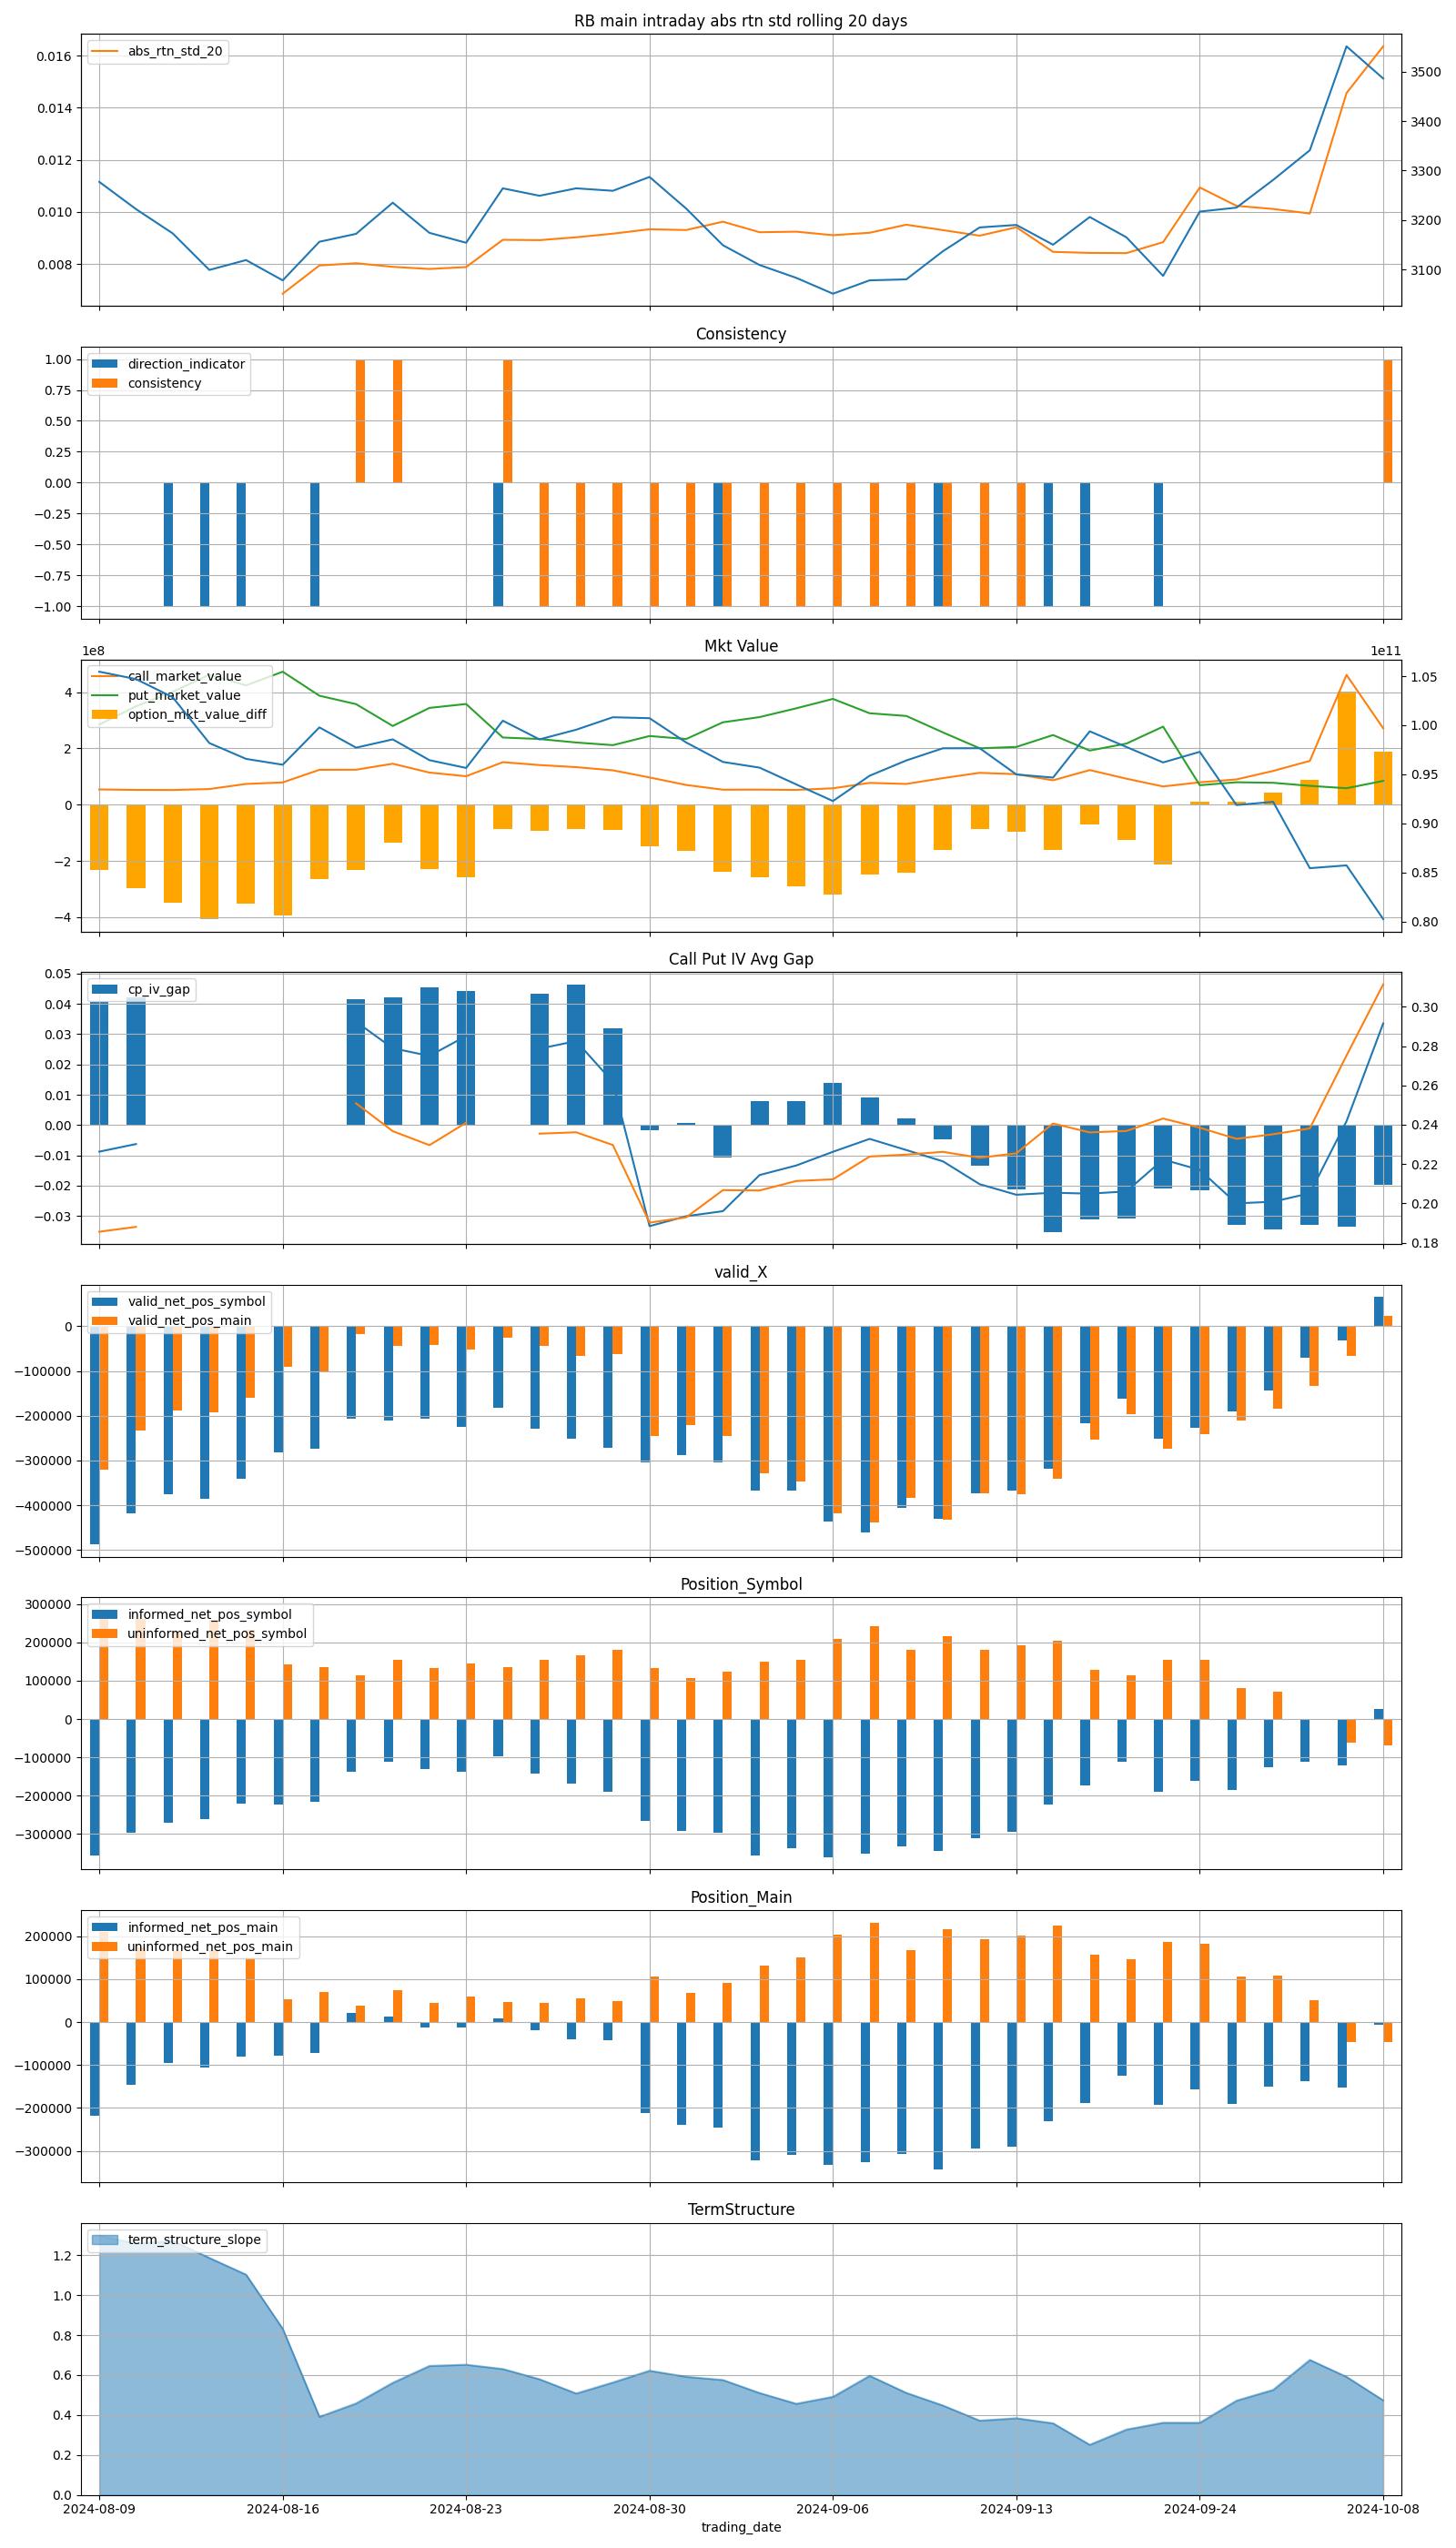 RB main intraday abs rtn std rolling 20 days
abs_rtn_std_20
0.016
0.014
0.012
0.010
0.008
3500
3400
3300
3200
3100
Consistency
direction_indicator
consistency
1.00
0.75
0.50
0.25
0.00
−0.25
−0.50
−0.75
−1.00
Mkt Value
1e8
1e11
call_market_value
put_market_value
option_mkt_value_diff
4
2
0
−2
−4
1.05
1.00
0.95
0.90
0.85
0.80
Call Put IV Avg Gap
cp_iv_gap
0.05
0.04
0.03
0.02
0.01
0.00
−0.01
−0.02
−0.03
0.30
0.28
0.26
0.24
0.22
0.20
0.18
valid_X
valid_net_pos_symbol
valid_net_pos_main
0
−100000
−200000
−300000
−400000
−500000
Position_Symbol
informed_net_pos_symbol
uninformed_net_pos_symbol
300000
200000
100000
0
−100000
−200000
−300000
Position_Main
informed_net_pos_main
uninformed_net_pos_main
200000
100000
0
−100000
−200000
−300000
TermStructure
term_structure_slope
1.2
1.0
0.8
0.6
0.4
0.2
0.0
2024-08-09 2024-08-16 2024-08-23 2024-08-30 2024-09-06 2024-09-13 2024-09-24 2024-10-08
trading_date